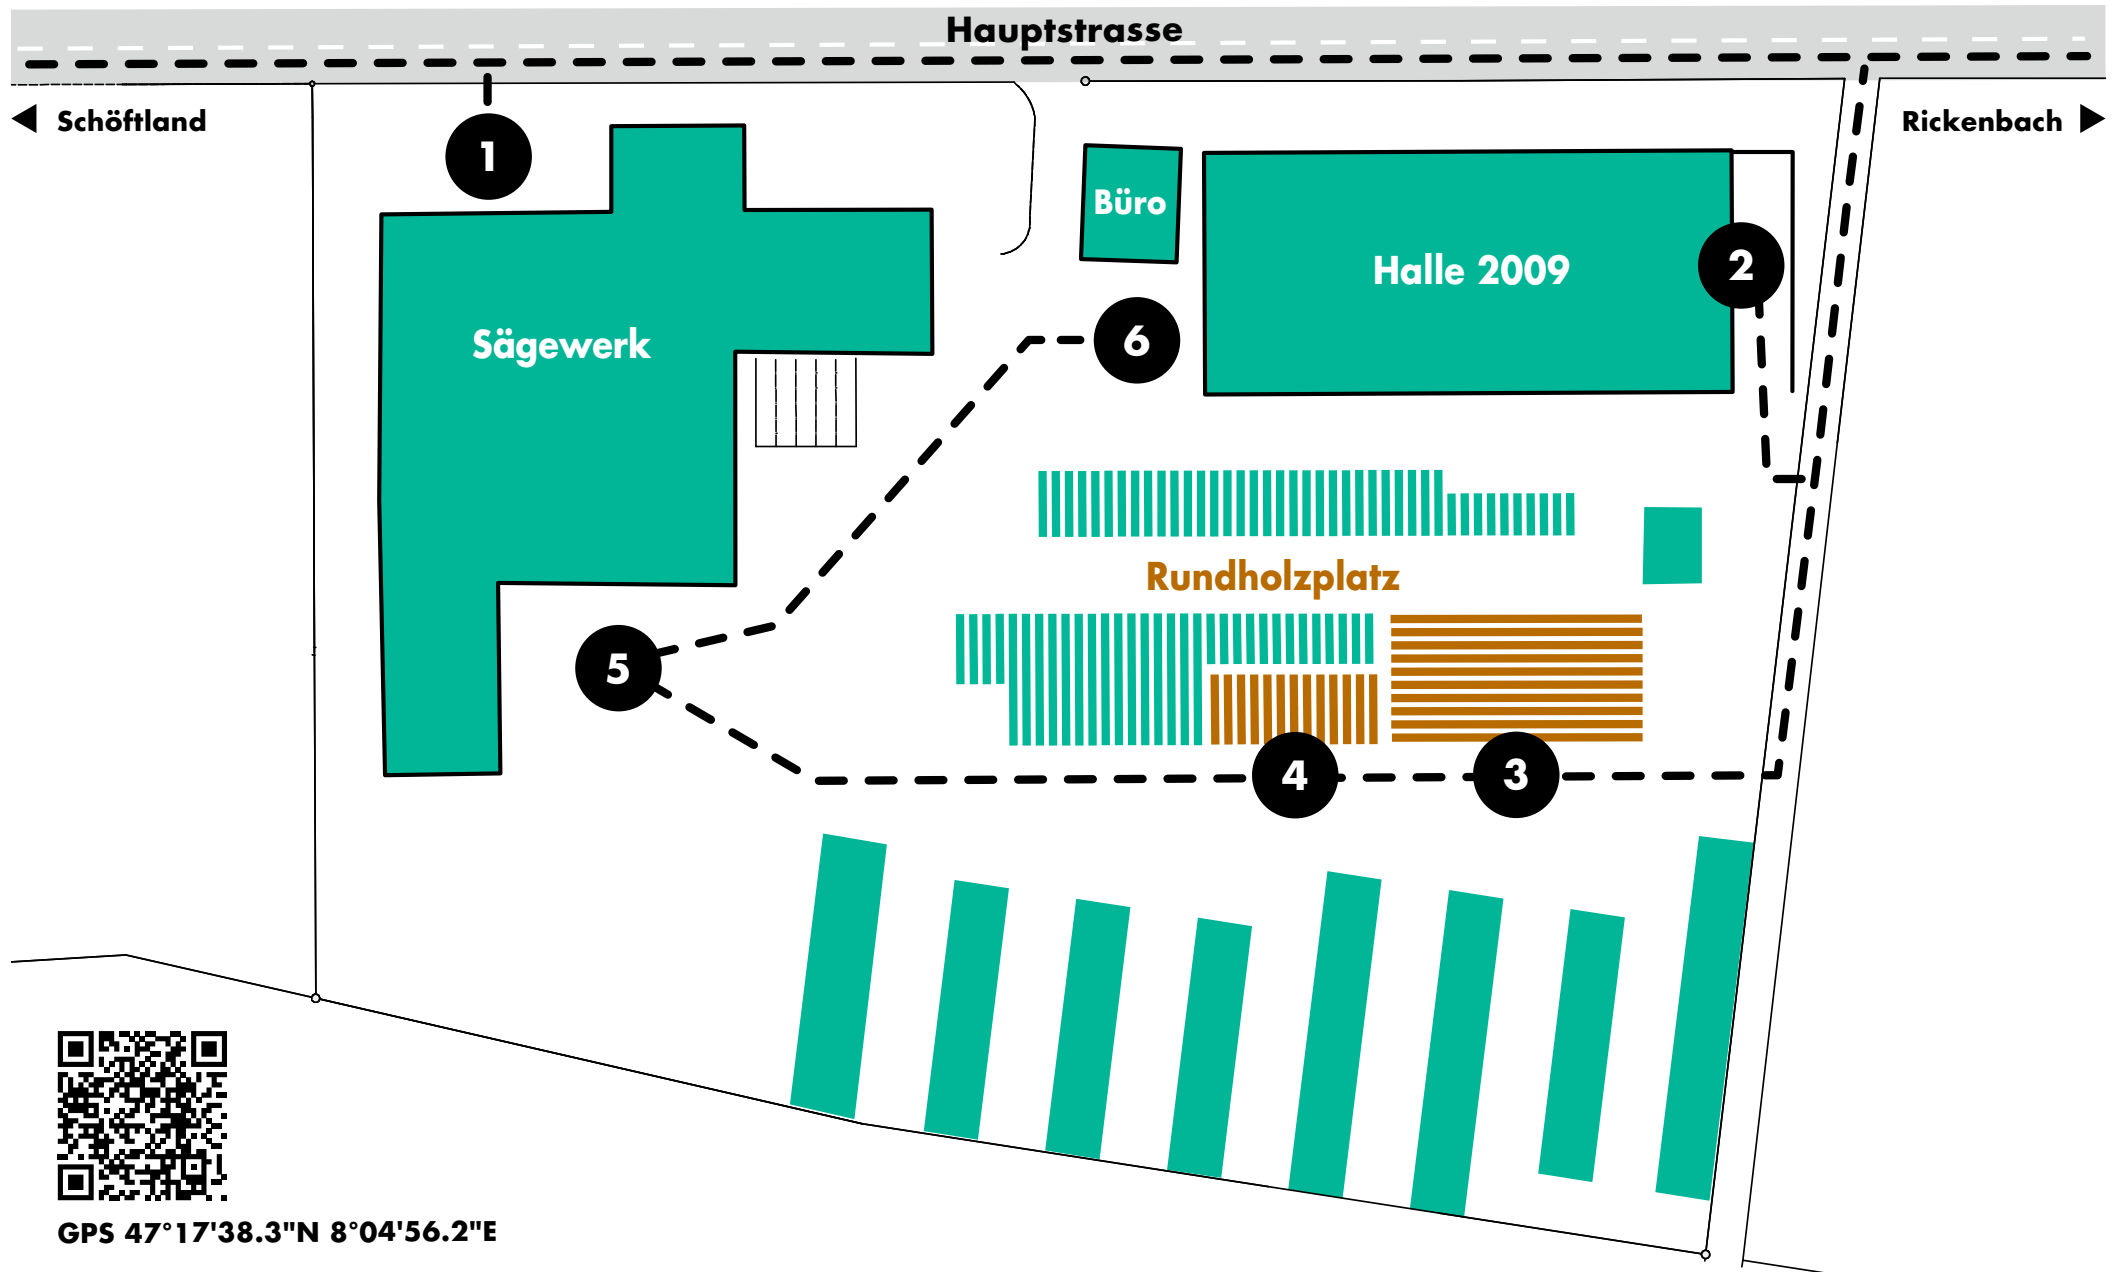 Hauptstrasse
Schöftland
Rickenbach
1
Büro
Halle 2009
2
Sägewerk
6
Rundholzplatz
5
4
3
GPS 47°17'38.3"N 8°04'56.2"E